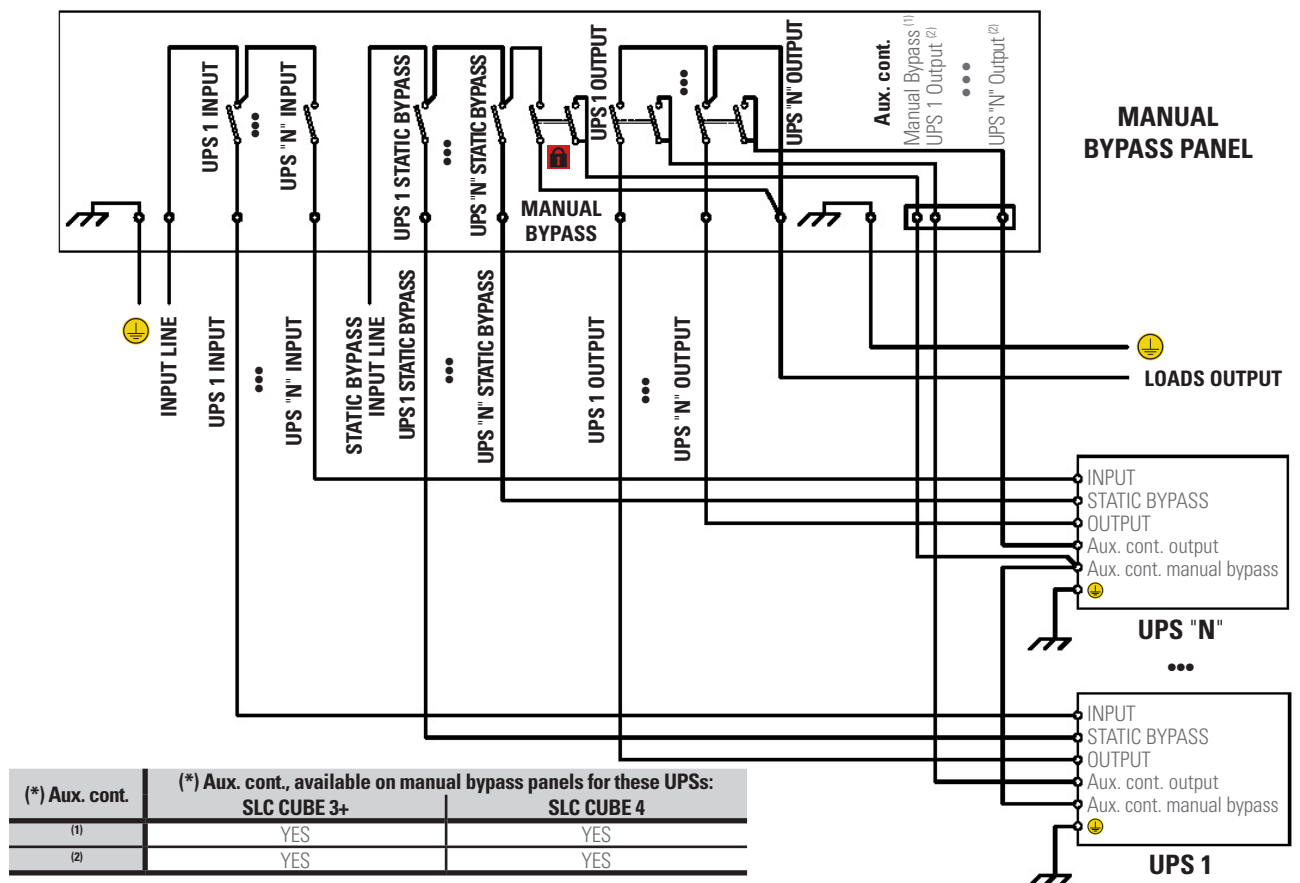 UPS 1 INPUT
•••
UPS "N" INPUT
UPS 1 STATIC BYPASS
•••
UPS "N" STATIC BYPASS
MANUAL
BYPASS
UPS 1 OUTPUT
•••
UPS "N" OUTPUT
Aux. cont.
Manual Bypass (1)
UPS 1 Output (2)
•••
UPS "N" Output (2)
MANUAL
BYPASS PANEL
INPUT LINE
UPS 1 INPUT
•••
UPS "N" INPUT
STATIC BYPASS
INPUT LINE
UPS 1 STATIC BYPASS
•••
UPS "N" STATIC BYPASS
UPS 1 OUTPUT
•••
UPS "N" OUTPUT
LOADS OUTPUT
INPUT
STATIC BYPASS
OUTPUT
Aux. cont. output
Aux. cont. manual bypass
UPS "N"
•••
INPUT
STATIC BYPASS
OUTPUT
Aux. cont. output
Aux. cont. manual bypass
UPS 1
(*) Aux. cont.
(*) Aux. cont., available on manual bypass panels for these UPSs:
SLC CUBE 3+ SLC CUBE 4
(1) YES YES
(2) YES YES